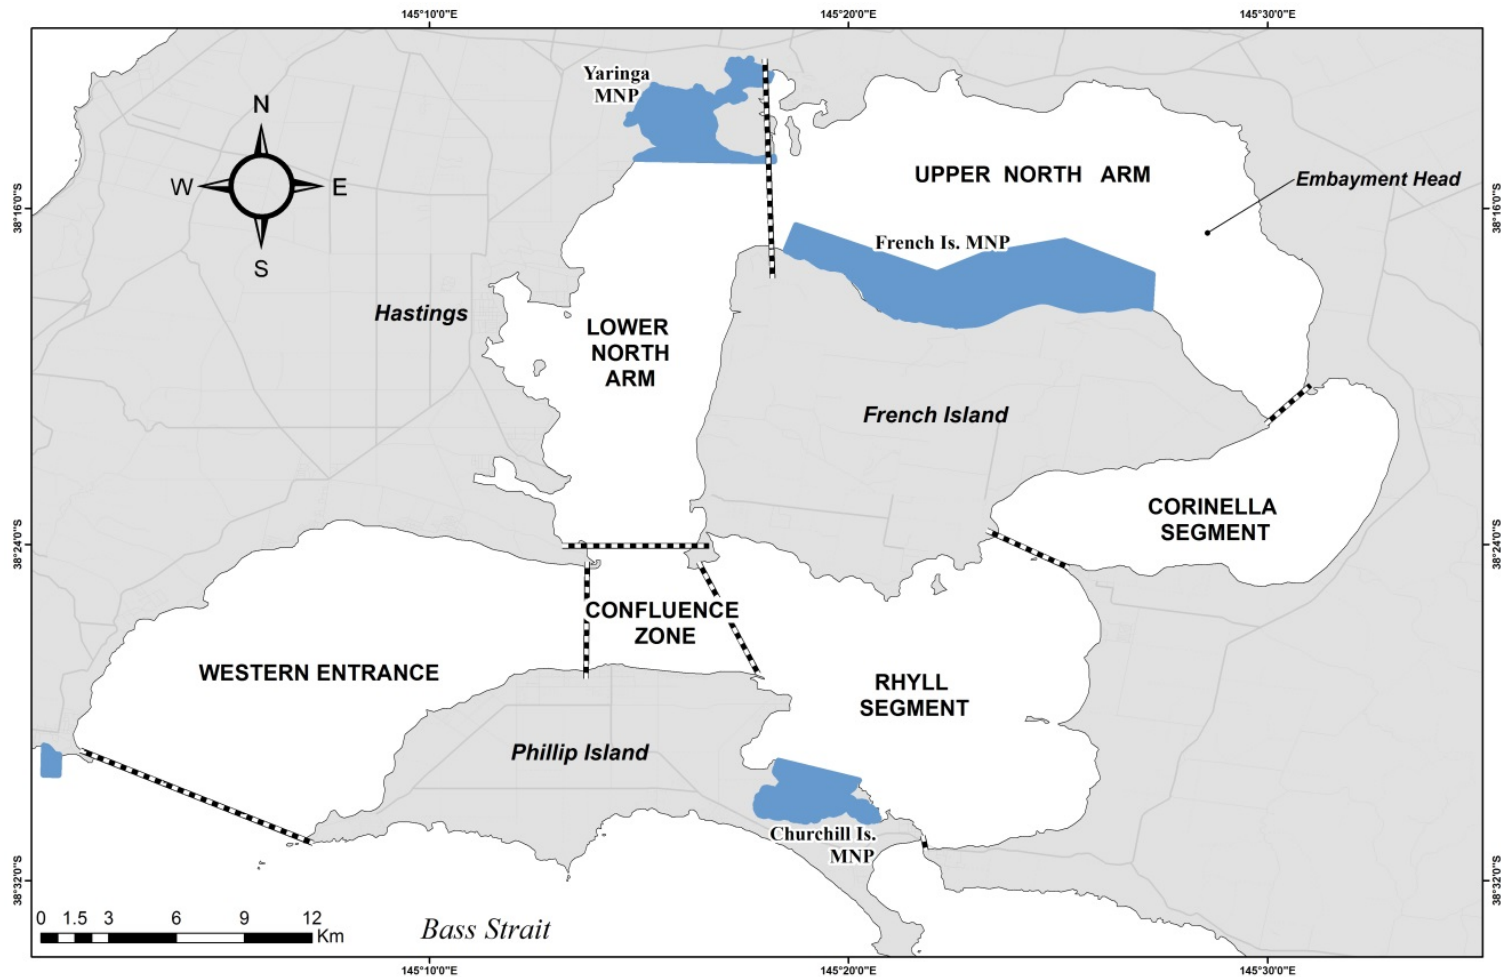 145°10'0"E
145°20'0"E
145°30'0"E
Yaringa
MNP
N
W
E
S
UPPER NORTH ARM
Embayment Head
38°16'0"S
38°16'0"S
French Is. MNP
Hastings
LOWER
NORTH
ARM
French Island
CORINELLA
SEGMENT
38°24'0"S
38°24'0"S
CONFLUENCE
ZONE
WESTERN ENTRANCE
RHYLL
SEGMENT
Phillip Island
Churchill Is.
MNP
38°32'0"S
38°32'0"S
0 1.5 3 6 9 12
Km
Bass Strait
145°10'0"E
145°20'0"E
145°30'0"E